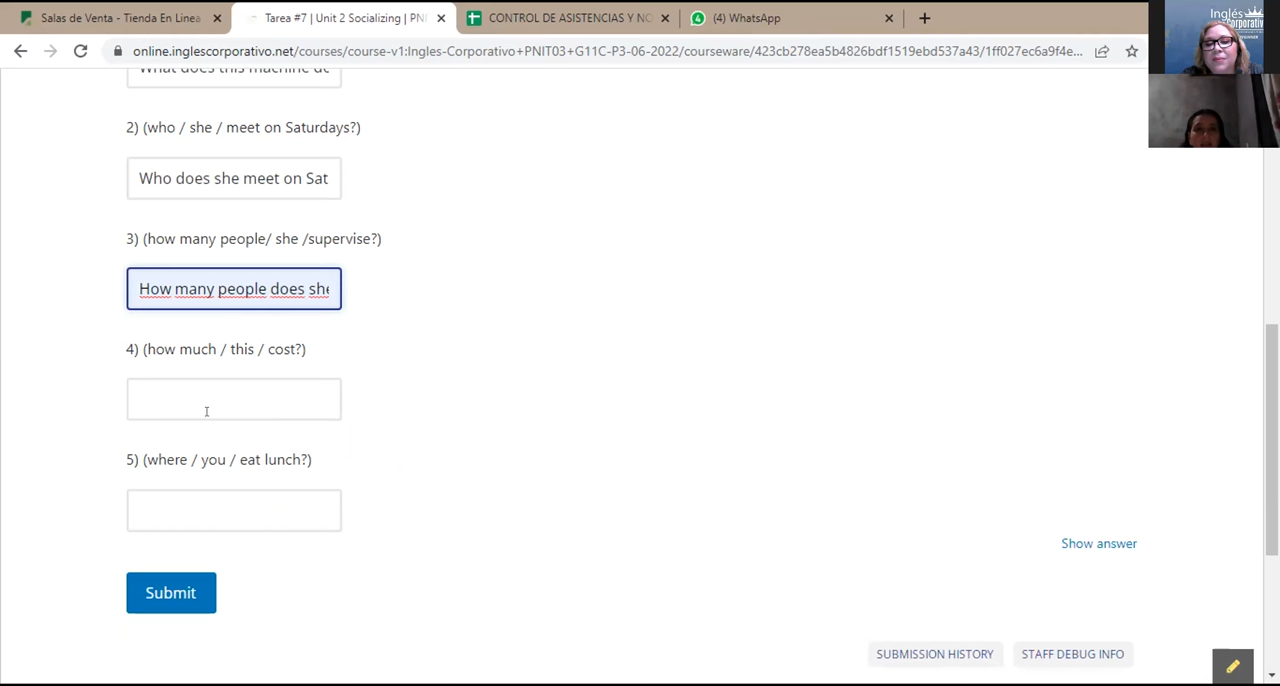 Salas de Venta - Tienda En Linea
Tarea #7 | Unit 2 Socializing | PNI
CONTROL DE ASISTENCIAS Y NO
(4) WhatsApp
online.inglescorporativo.net/courses/course-v1:Ingles-Corporativo+PNIT03+G11C-P3-06-2022/courseware/423cb278ea5b4826bdf1519ebd537a43/1ff027ec6a9f4e...
Inglés
What does this machine do
2) (who / she / meet on Saturdays?)
Who does she meet on Sat
3) (how many people/ she /supervise?)
How many people does she
4) (how much / this / cost?)
5) (where / you / eat lunch?)
Show answer
Submit
SUBMISSION HISTORY
STAFF DEBUG INFO